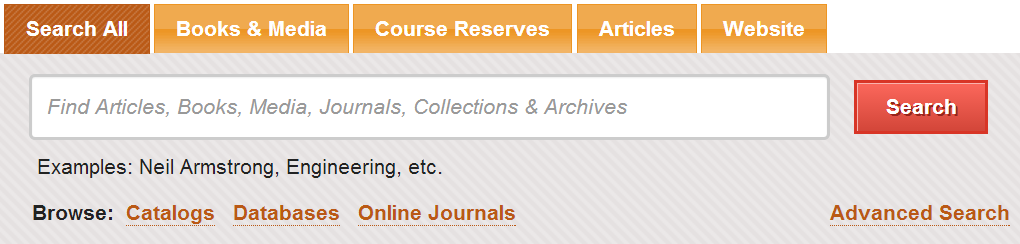 Search All Books & Media Course Reserves Articles Website
Find Articles, Books, Media, Journals, Collections & Archives Search
Examples: Neil Armstrong, Engineering, etc.
Browse: Catalogs Databases Online Journals Advanced Search